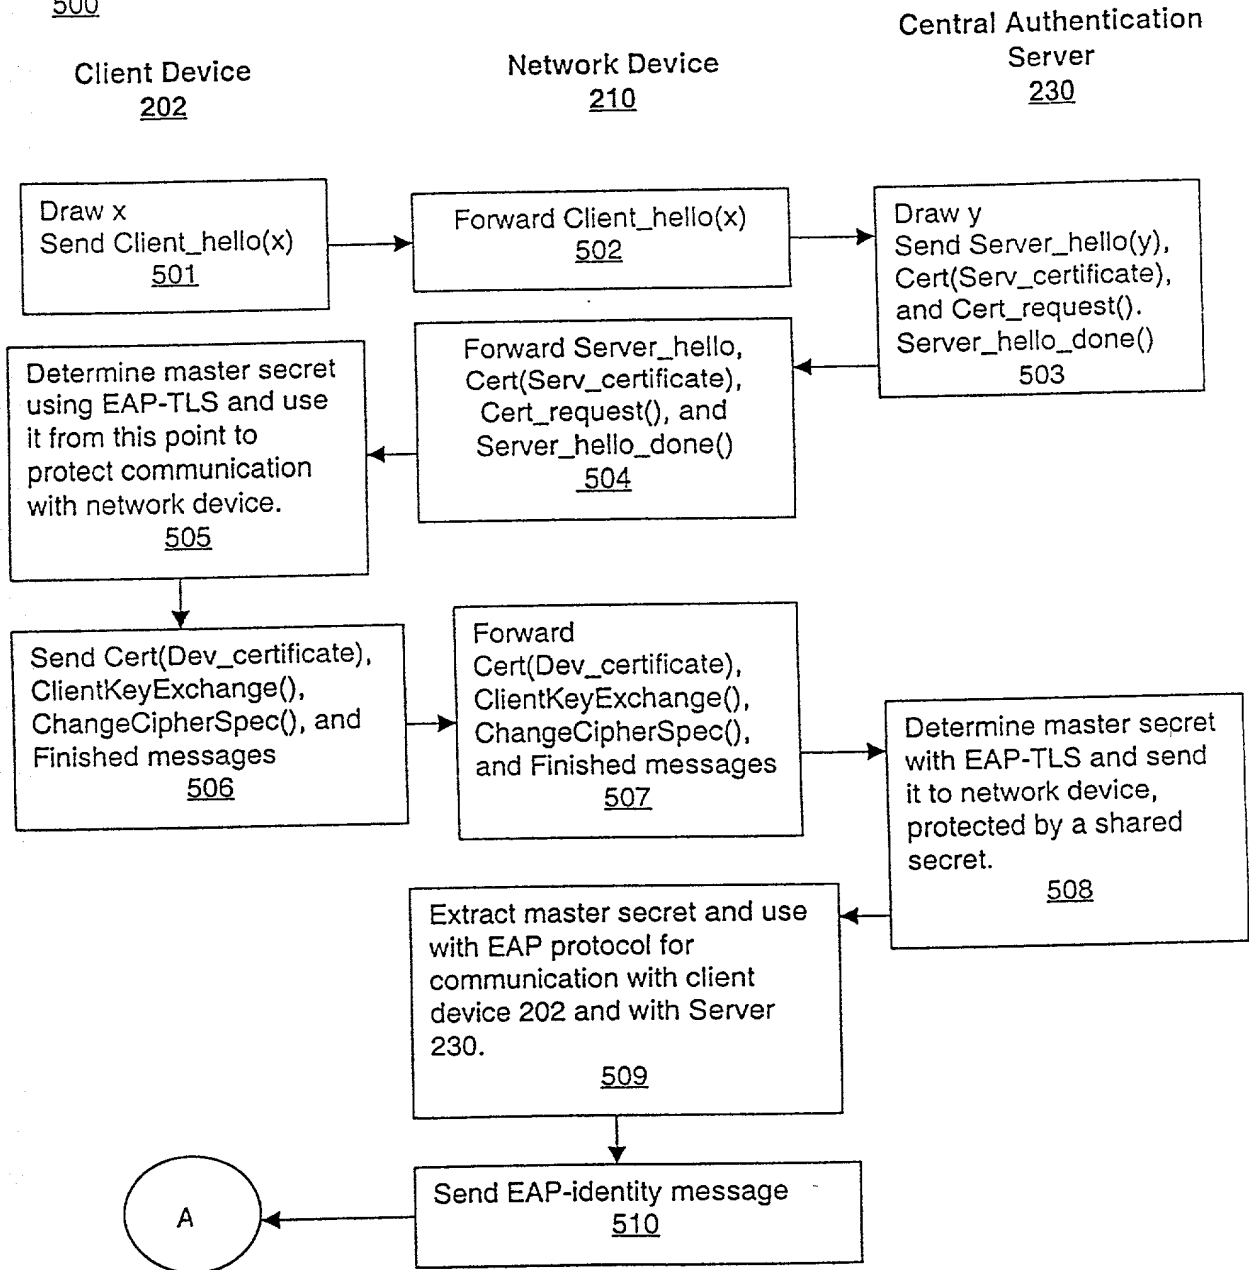 500
Client Device
202
Network Device
210
Central Authentication
Server
230
Draw x
Send Client_hello(x)
501
Forward Client_hello(x)
502
Draw y
Send Server_hello(y),
Cert(Serv_certificate),
and Cert_request().
Server_hello_done()
503
Forward Server_hello,
Cert(Serv_certificate),
Cert_request(), and
Server_hello_done()
504
Determine master secret
using EAP-TLS and use
it from this point to
protect communication
with network device.
505
Send Cert(Dev_certificate),
ClientKeyExchange(),
ChangeCipherSpec(), and
Finished messages
506
Forward
Cert(Dev_certificate),
ClientKeyExchange(),
ChangeCipherSpec(),
and Finished messages
507
Determine master secret
with EAP-TLS and send
it to network device,
protected by a shared
secret.
508
Extract master secret and use
with EAP protocol for
communication with client
device 202 and with Server
230.
509
Send EAP-identity message
510
A